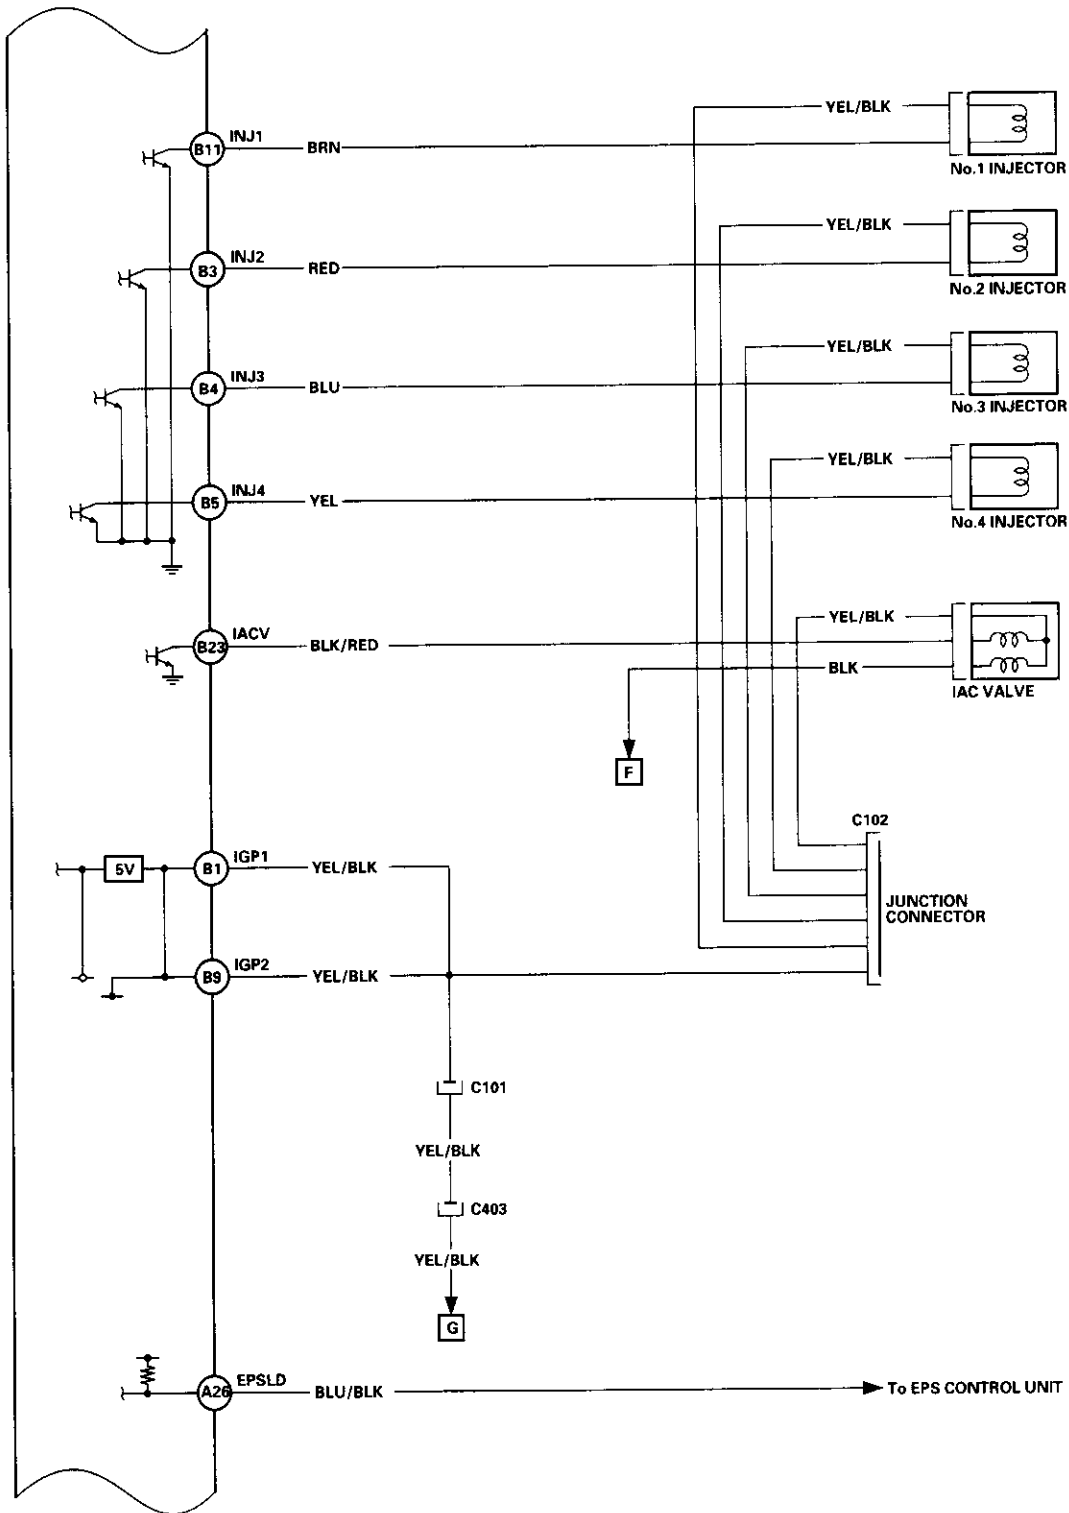 YEL/BLK
B11 INJ1 BRN
No.1 INJECTOR
YEL/BLK
B3 INJ2 RED
No.2 INJECTOR
YEL/BLK
B4 INJ3 BLU
No.3 INJECTOR
YEL/BLK
B5 INJ4 YEL
No.4 INJECTOR
YEL/BLK
B23 IACV BLK/RED
BLK
IAC VALVE
F
C102
5V B1 IGP1 YEL/BLK
JUNCTION
CONNECTOR
B9 IGP2 YEL/BLK
C101
YEL/BLK
C403
YEL/BLK
G
A26 EPSLD BLU/BLK To EPS CONTROL UNIT